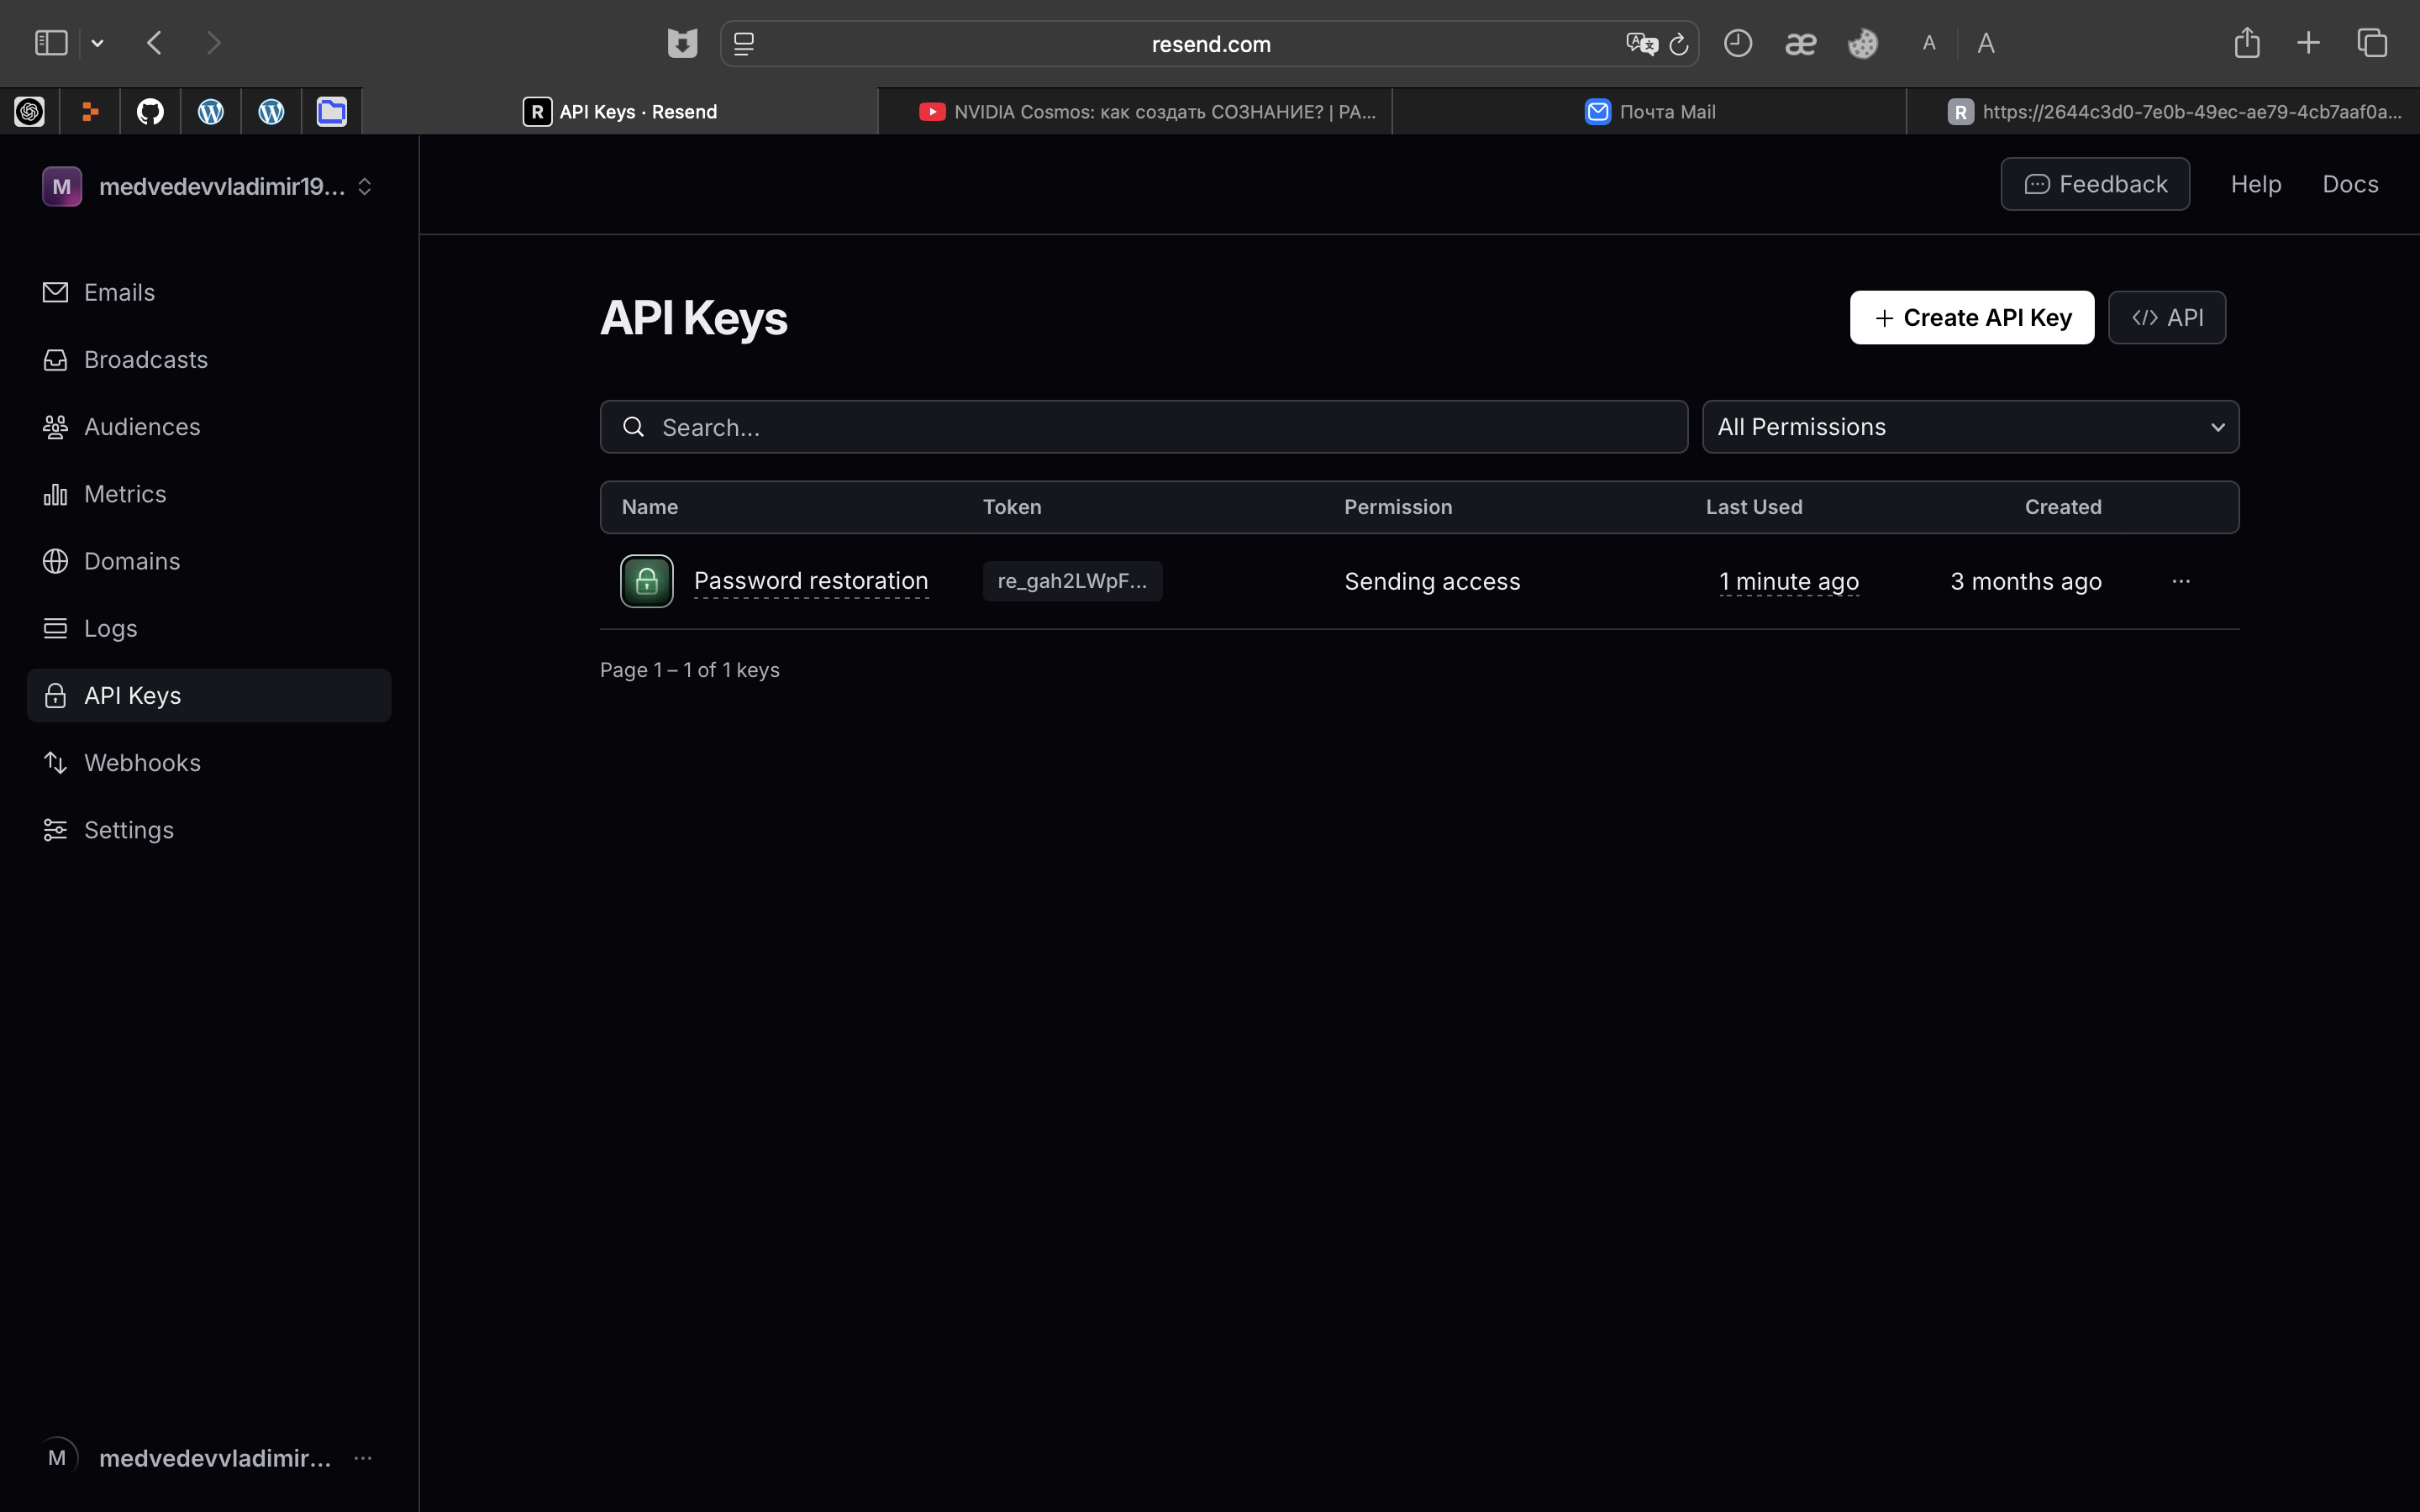 resend.com
A A
R API Keys · Resend
NVIDIA Cosmos: как создать СОЗНАНИЕ? | РА...
Почта Mail
R https://2644c3d0-7e0b-49ec-ae79-4cb7aaf0a...
M medvedevvladimir19...
Feedback Help Docs
Emails
Broadcasts
Audiences
Metrics
Domains
Logs
API Keys
Webhooks
Settings
API Keys
+ Create API Key
</> API
Search...
All Permissions
Name Token Permission Last Used Created
Password restoration re_gah2LWpF... Sending access 1 minute ago 3 months ago ...
Page 1 – 1 of 1 keys
M medvedevvladimir... ...